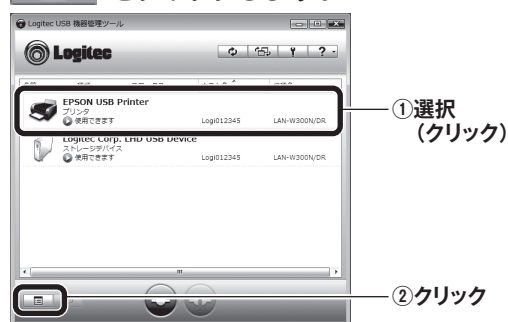 Logitec USB 機器管理ツール
Logitec
EPSON USB Printer
プリンタ
使用できます
Logi012345
LAN-W300N/DR
Logitec Corp. LHD USB Device
ストレージデバイス
使用できます
Logi012345
LAN-W300N/DR
①選択
(クリック)
②クリック